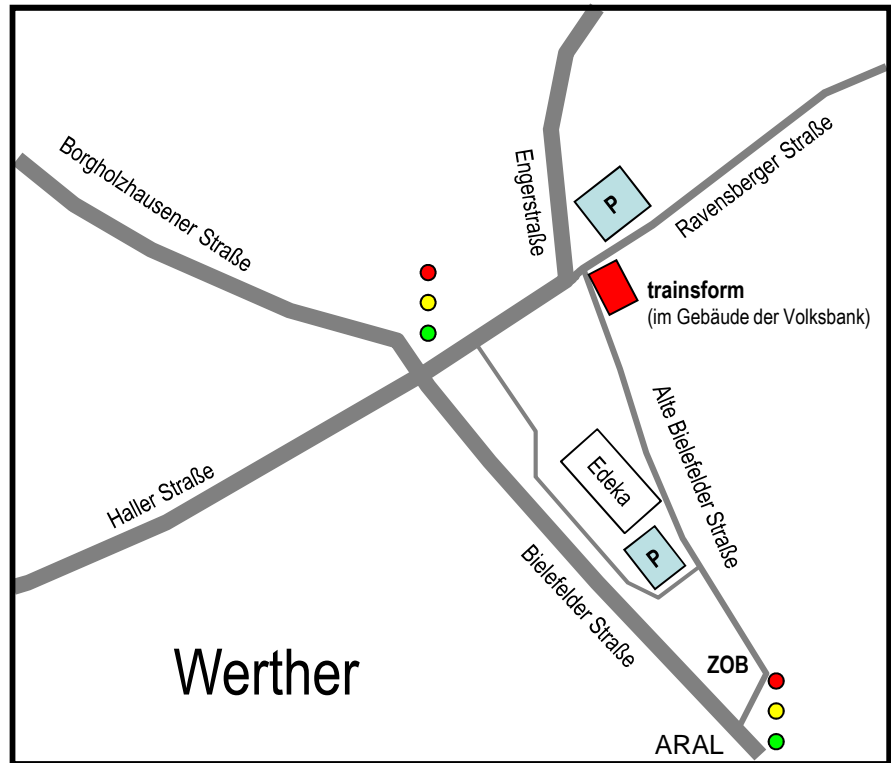 Borgholzhausener Straße
Engerstraße
P
Ravensberger Straße
trainsform
(im Gebäude der Volksbank)
Haller Straße
Edeka
Alte Bielefelder Straße
P
Bielefelder Straße
Werther
ZOB
ARAL